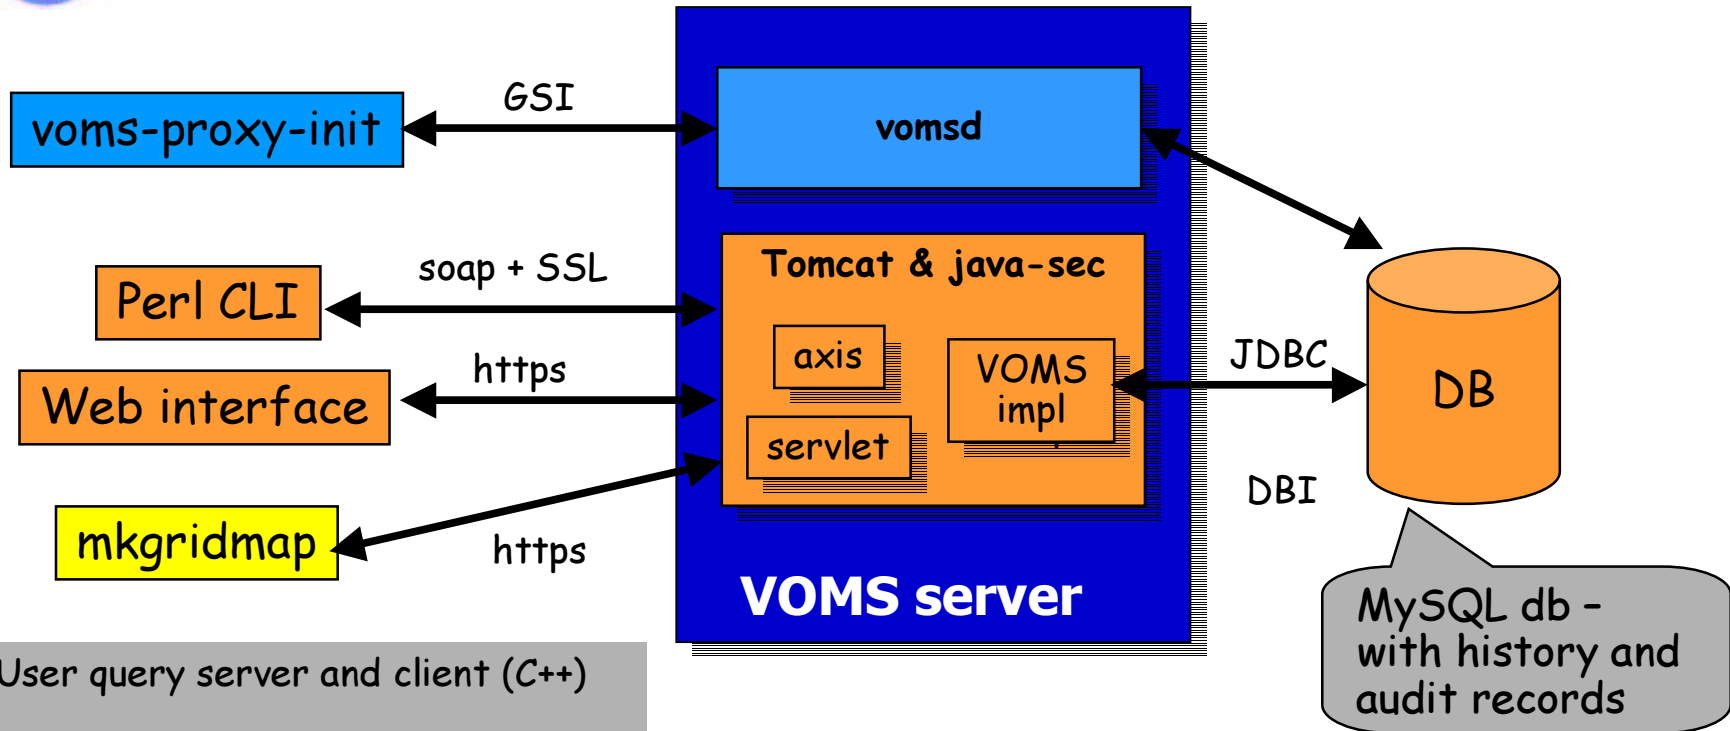 GSI
voms-proxy-init
vomsd
soap + SSL
Tomcat & java-sec
Perl CLI
axis
VOMS
impl
JDBC
https
Web interface
DB
servlet
DBI
mkgridmap
https
VOMS server
MySQL db –
with history and
audit records
User query server and client (C++)